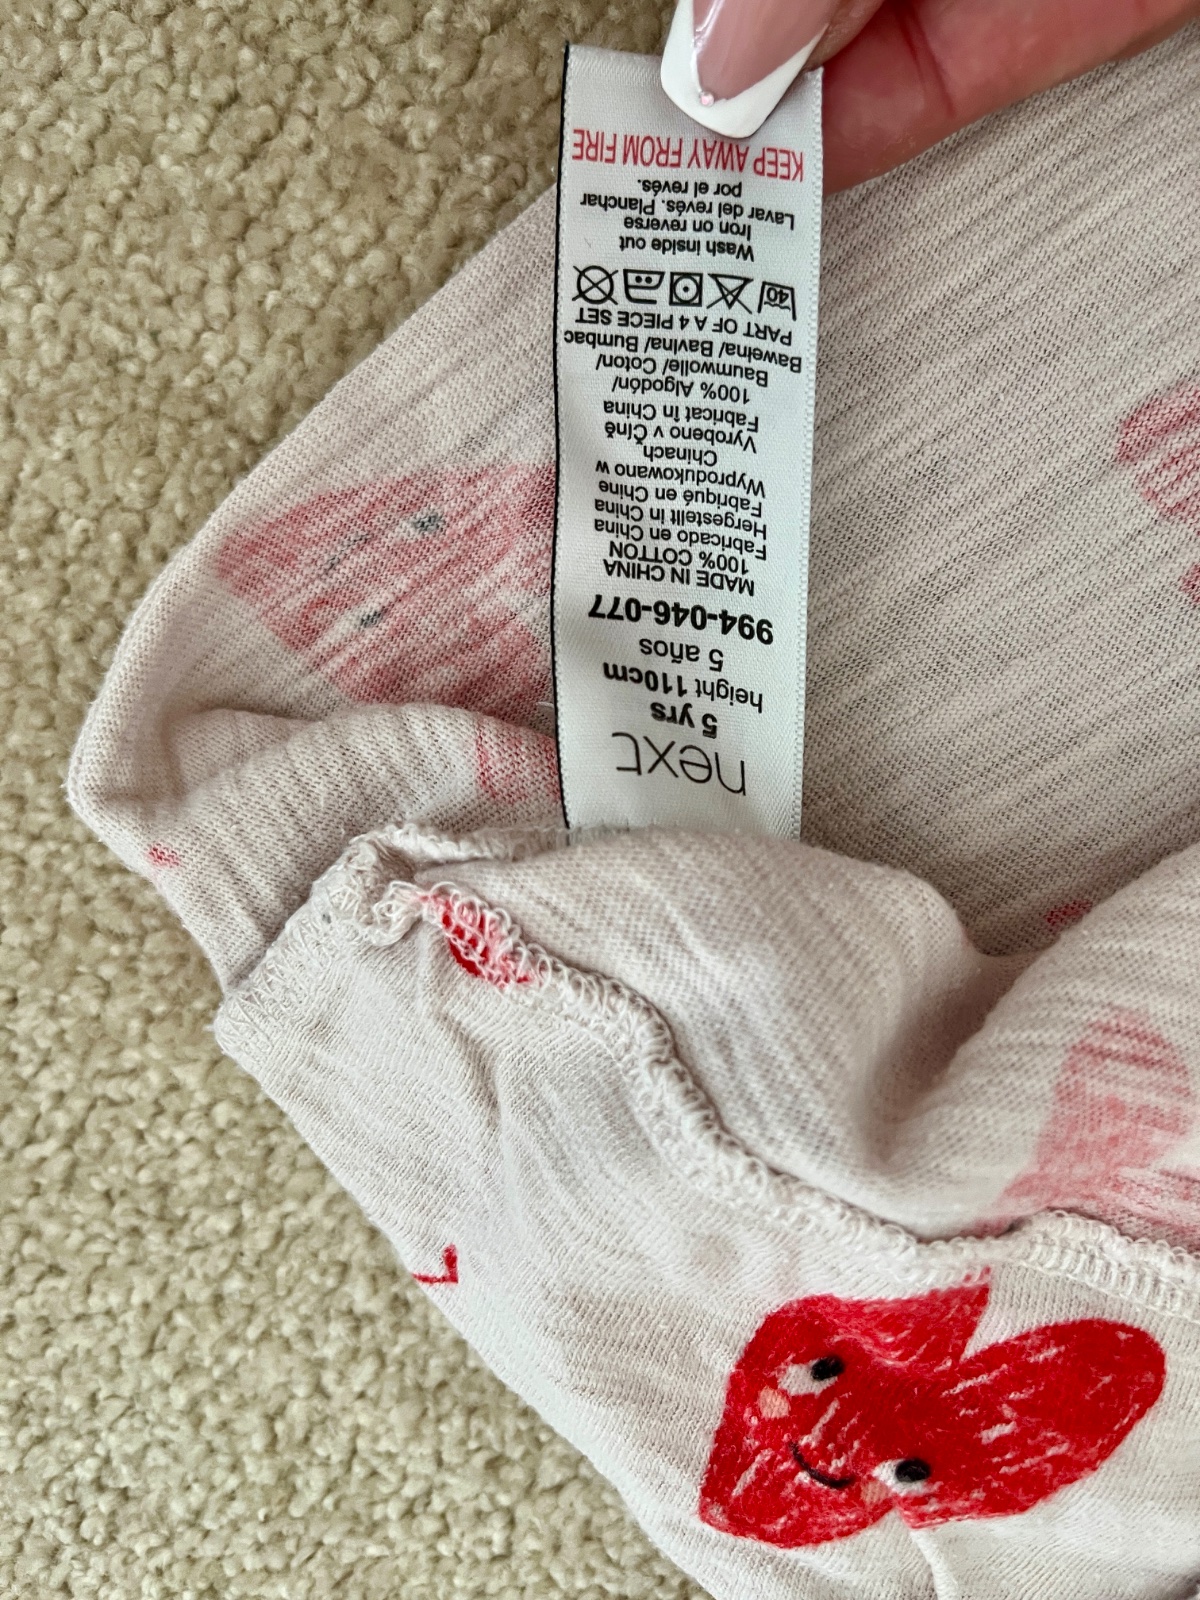 next
5 yrs
height 110cm
5 años
994-046-077
MADE IN CHINA
100% COTTON
Fabricado en China
Hergestellt in China
Fabriqué en Chine
Wyprodukowano w
Chinach
Vyrobeno v Číně
Fabricat în China
100% Algodón/
Baumwolle/ Coton/
Bawełna/ Bavlna/ Bumbac
PART OF A 4 PIECE SET
40
Wash inside out
Iron on reverse
Lavar del revés. Planchar
por el revés.
KEEP AWAY FROM FIRE